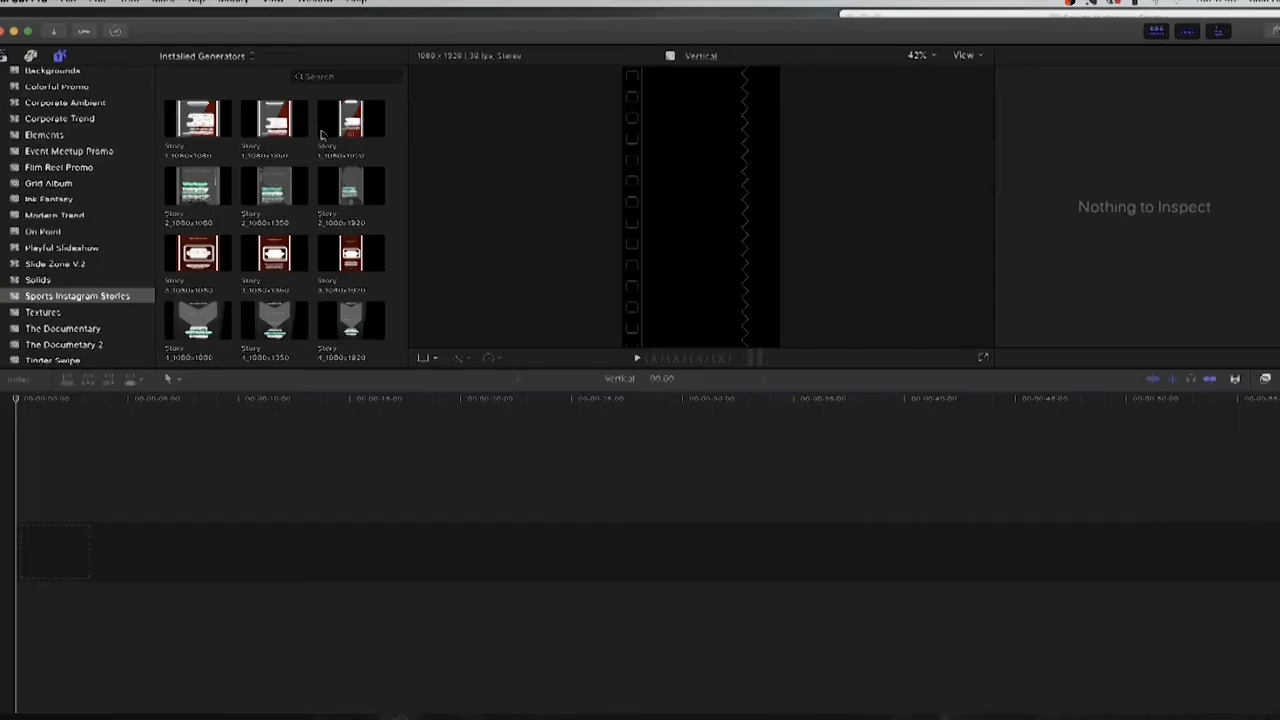 Installed Generators
1080 x 1920 | 30 fps, Stereo
Vertical
42%
View
Search
Backgrounds
Colorful Promo
Corporate Ambient
Corporate Trend
Elements
Event Meetup Promo
Film Reel Promo
Grid Album
Ink Fantasy
Modern Trend
On Point
Playful Slideshow
Slide Zone V.2
Solids
Sports Instagram Stories
Textures
The Documentary
The Documetary 2
Tinder Swipe
Story
1_1080x1080
Story
1_1080x1350
Story
1_1080x1920
Story
2_1080x1080
Story
2_1080x1350
Story
2_1080x1920
Story
3_1080x1080
Story
3_1080x1350
Story
3_1080x1920
Story
4_1080x1080
Story
4_1080x1350
Story
4_1080x1920
Nothing to Inspect
Index
Vertical 00:00
00:00:00:00 00:00:05:00 00:00:10:00 00:00:15:00 00:00:20:00 00:00:25:00 00:00:30:00 00:00:35:00 00:00:40:00 00:00:45:00 00:00:50:00